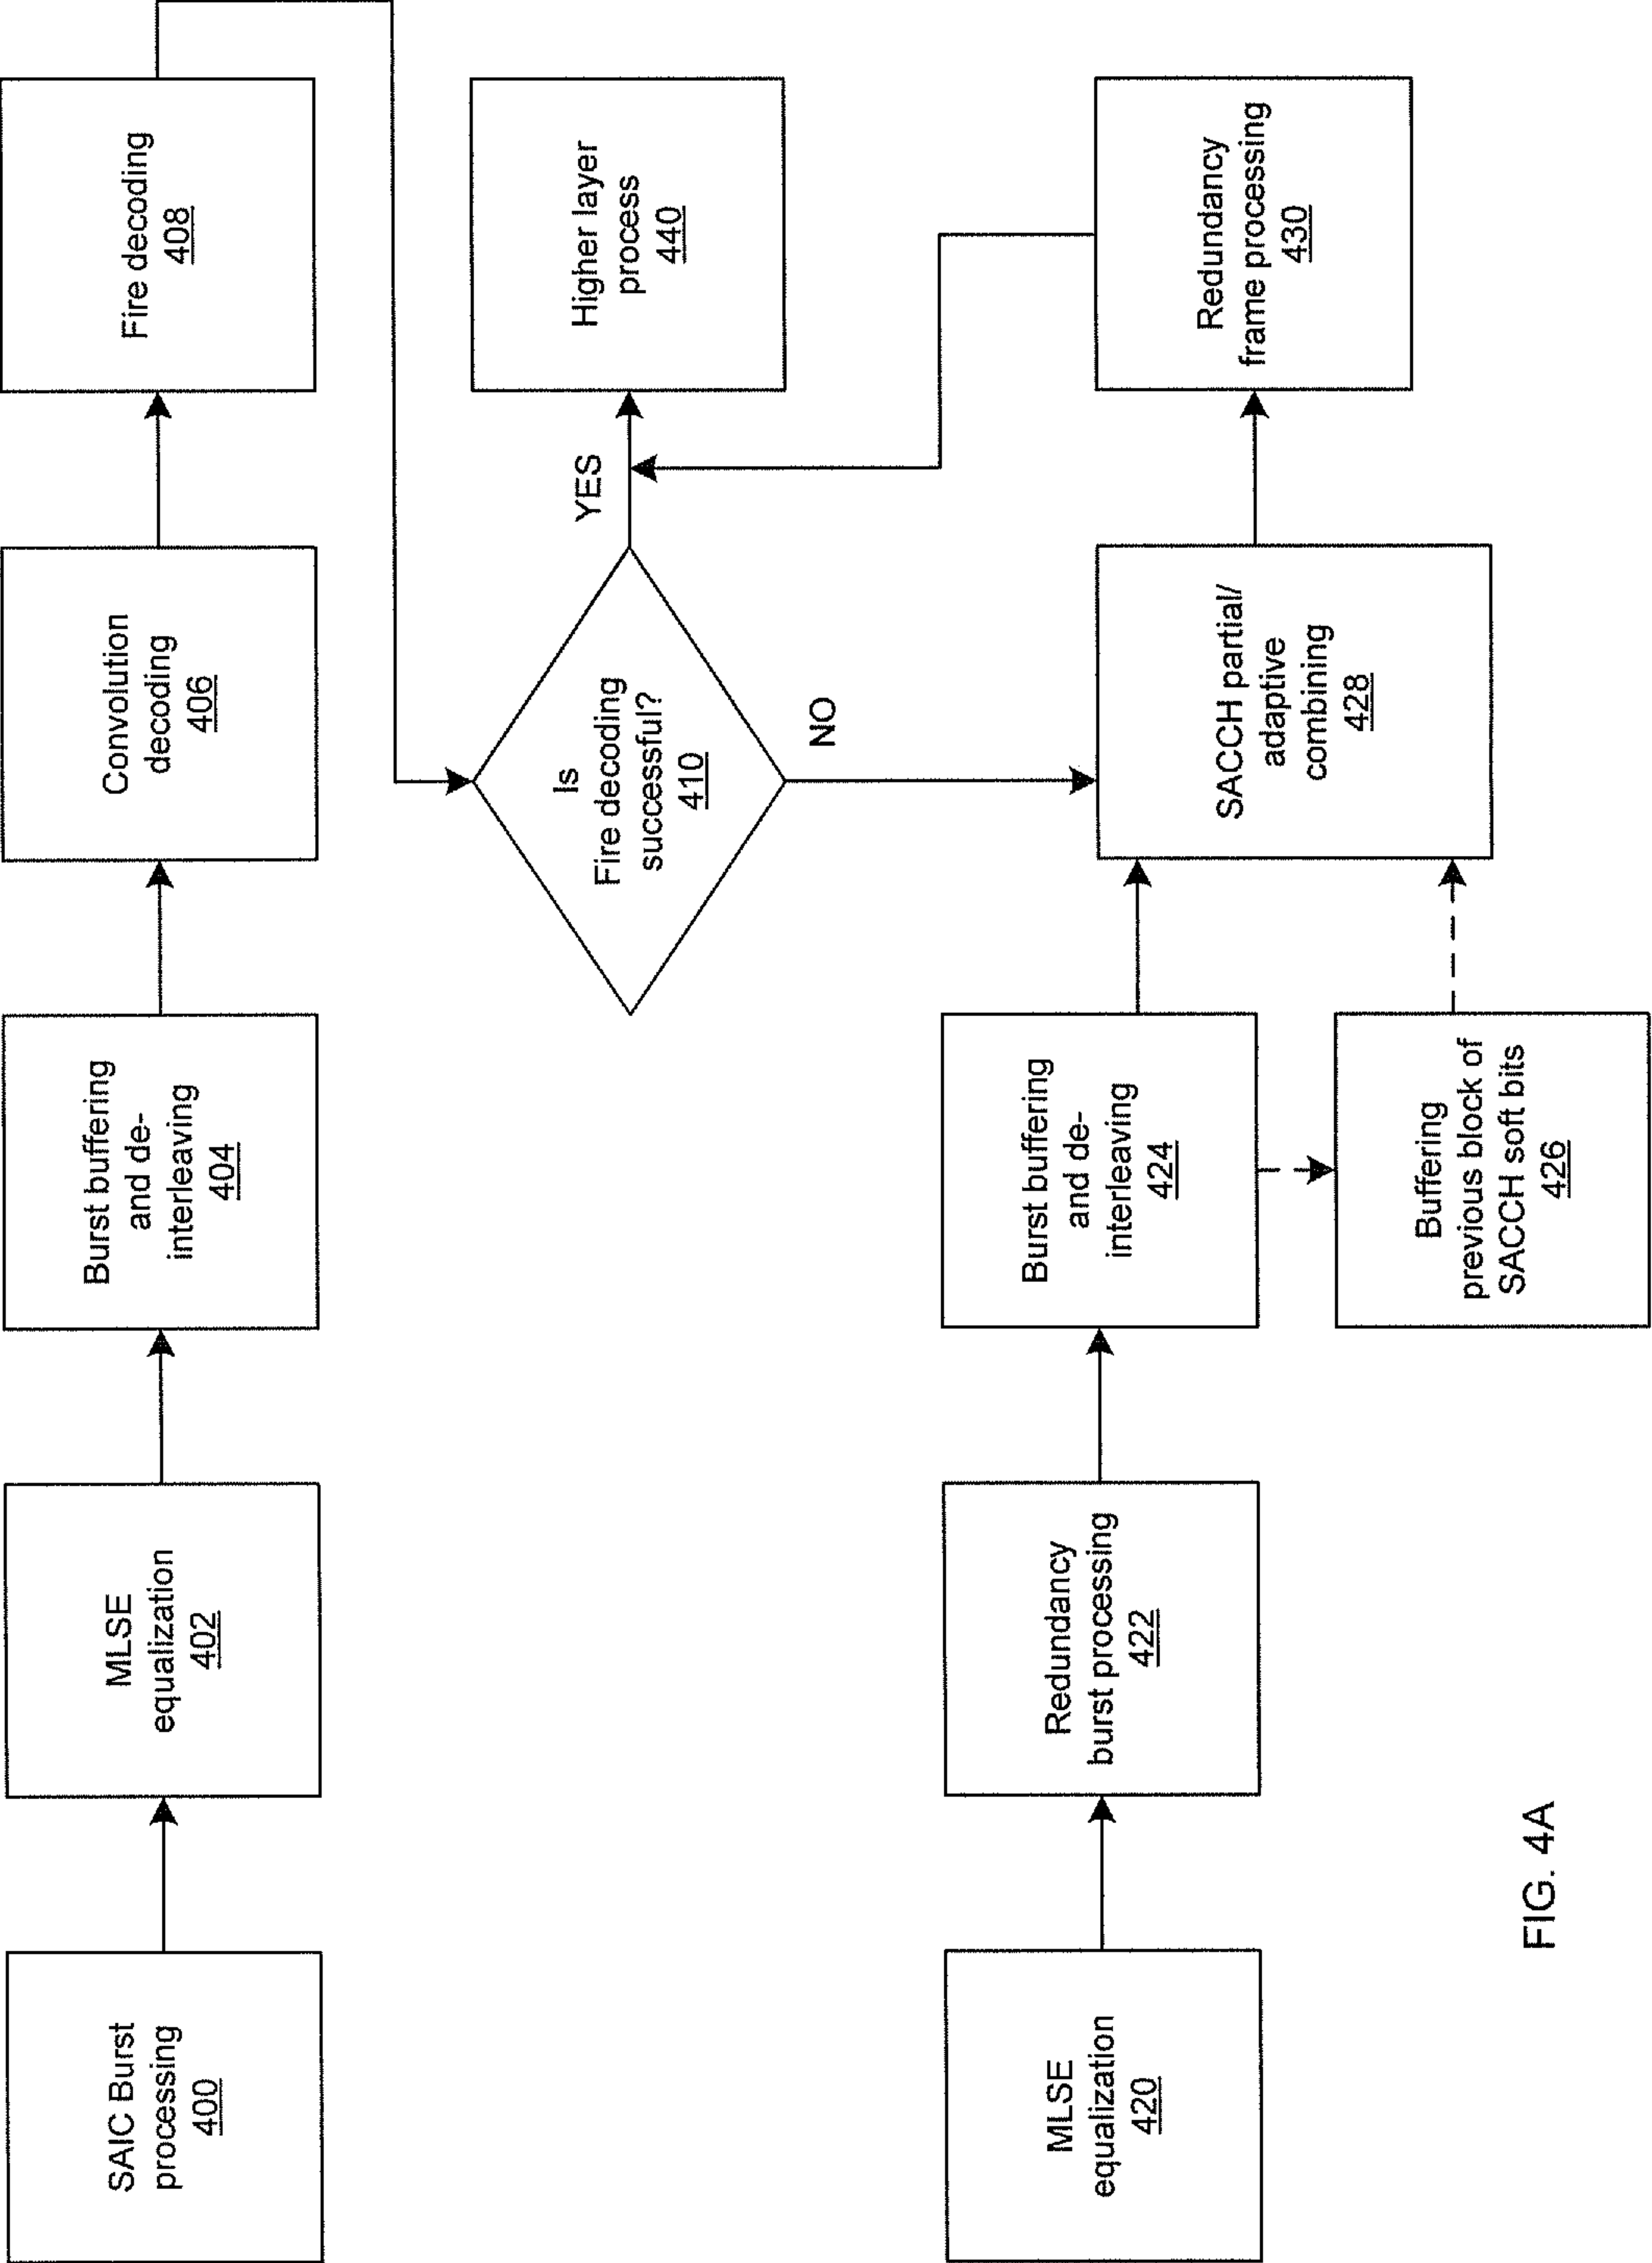 SAIC Burst
processing
400
MLSE
equalization
402
Burst buffering
and de-
interleaving
404
Convolution
decoding
406
Fire decoding
408
Is
Fire decoding
successful?
410
YES
NO
Higher layer
process
440
MLSE
equalization
420
Redundancy
burst processing
422
Burst buffering
and de-
interleaving
424
Buffering
previous block of
SACCH soft bits
426
SACCH partial/
adaptive
combining
428
Redundancy
frame processing
430
FIG. 4A